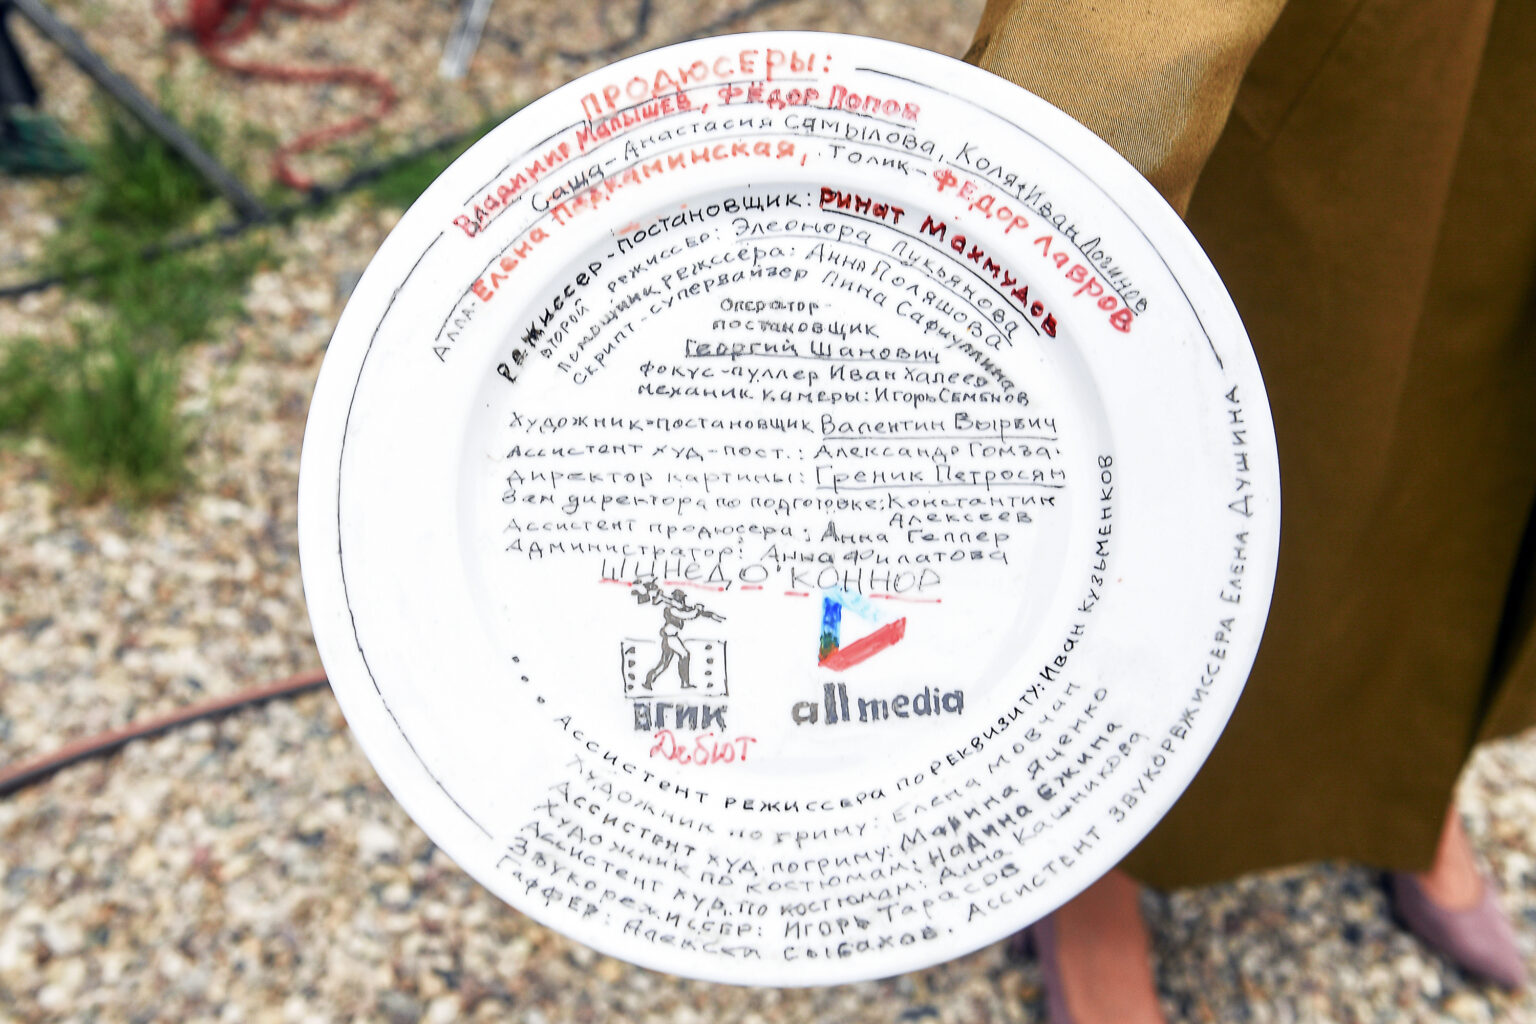 ПРОДЮСЕРЫ:
Владимир Малышев, Фёдор Попов
Саша-Анастасия Самрылова, Коля-Иван Логинов
Алла-Елена Подкаминская, Толик-Фёдор Лавров
Режиссер-постановщик: Ринат Махмудов
второй режиссер: Элеонора Лукьянова
Помощник режссёра: Анна Поляшова
Скрипт-супервайзер Лина Сафиуллина
Оператор-
постановщик
Георгий Шанович
фокус-пуллер Иван Халеев
механик камеры: Игорь Семенов
Художник-постановщик Валентин Вырвич
Ассистент худ-пост.: Александр Гомза.
Директор картины: Греник Петросян
Зам директора по подготовке: Константин
Алексеев
Ассистент продюсера: Анна Геллер
Администратор: Анна Филатова
ШИНЕД О'КОННОР
ВГИК
Дебют
all media
... Ассистент режиссера по реквизиту: Иван Кузьменков
Художник по гриму: Елена Мовчан
Ассистент худ. по гриму: Марина Яценко
Художник по костюмам: Надина Ежина
Ассистент худ. по костюмам: Алина Кашникова
Звукорежиссер: Игорь Тарасов
Гаффер: Алексей Сыбахов. Ассистент звукорежиссера Елена Душина